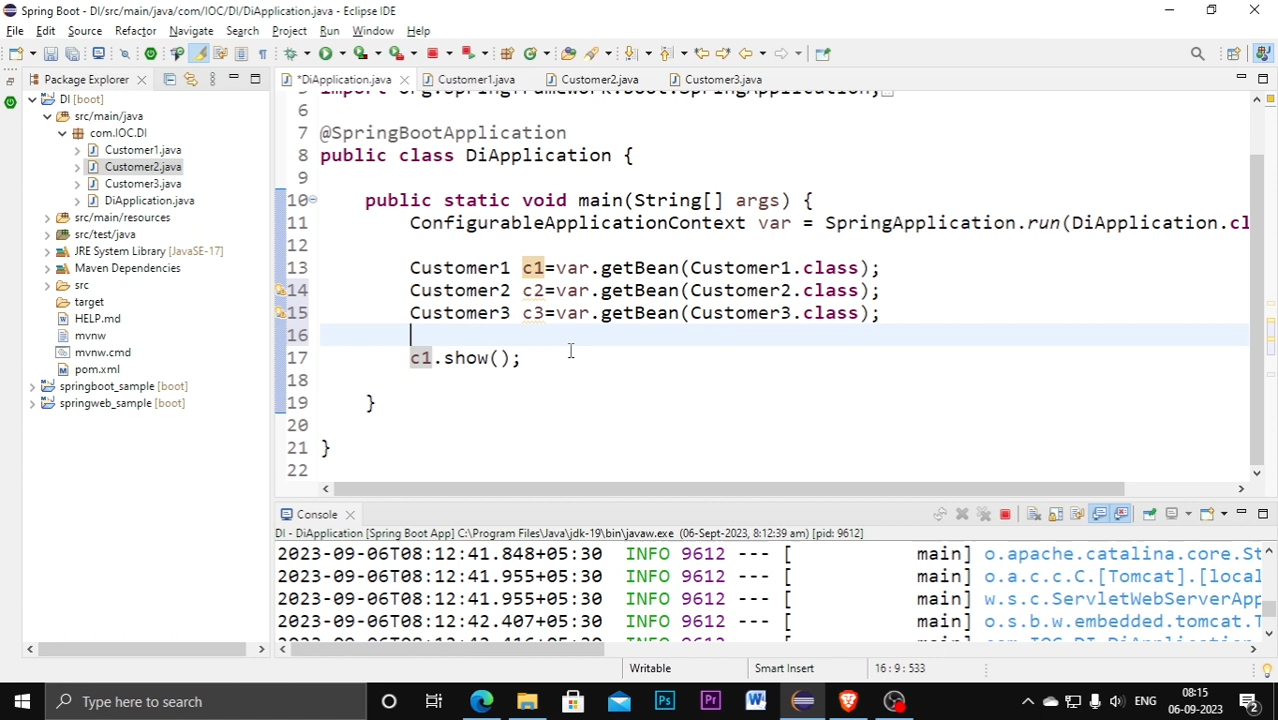 Spring Boot - DI/src/main/java/com/IOC/DI/DiApplication.java - Eclipse IDE
File Edit Source Refactor Navigate Search Project Run Window Help
Package Explorer
DI [boot]
src/main/java
com.IOC.DI
Customer1.java
Customer2.java
Customer3.java
DiApplication.java
src/main/resources
src/test/java
JRE System Library [JavaSE-17]
Maven Dependencies
src
target
HELP.md
mvnw
mvnw.cmd
pom.xml
springboot_sample [boot]
springweb_sample [boot]
*DiApplication.java Customer1.java Customer2.java Customer3.java
import org.springframework.boot.SpringApplication;
6
7 @SpringBootApplication
8 public class DiApplication {
9
10 public static void main(String[] args) {
11 ConfigurableApplicationContext var = SpringApplication.run(DiApplication.cl
12
13 Customer1 c1=var.getBean(Customer1.class);
14 Customer2 c2=var.getBean(Customer2.class);
15 Customer3 c3=var.getBean(Customer3.class);
16
17 c1.show();
18
19 }
20
21 }
22
Console
DI - DiApplication [Spring Boot App] C:\Program Files\Java\jdk-19\bin\javaw.exe (06-Sept-2023, 8:12:39 am) [pid: 9612]
2023-09-06T08:12:41.848+05:30 INFO 9612 --- [ main] o.apache.catalina.core.St
2023-09-06T08:12:41.955+05:30 INFO 9612 --- [ main] o.a.c.c.C.[Tomcat].[local
2023-09-06T08:12:41.955+05:30 INFO 9612 --- [ main] w.s.c.ServletWebServerApp
2023-09-06T08:12:42.407+05:30 INFO 9612 --- [ main] o.s.b.w.embedded.tomcat.T
Writable Smart Insert 16 : 9 : 533
Type here to search
ENG 08:15
06-09-2023 2